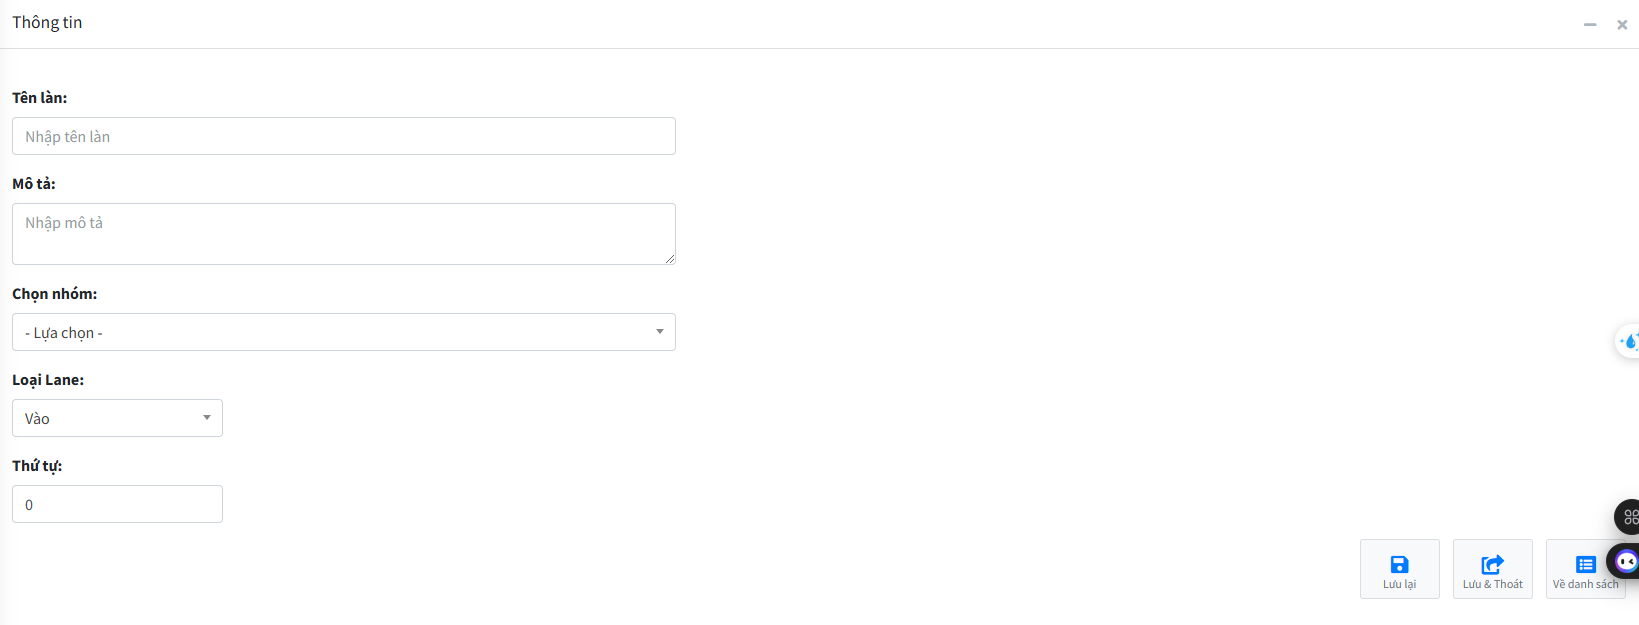 Thông tin
Tên làn:
Nhập tên làn
Mô tả:
Nhập mô tả
Chọn nhóm:
- Lựa chọn -
Loại Lane:
Vào
Thứ tự:
0
Lưu lại
Lưu & Thoát
Về danh sách